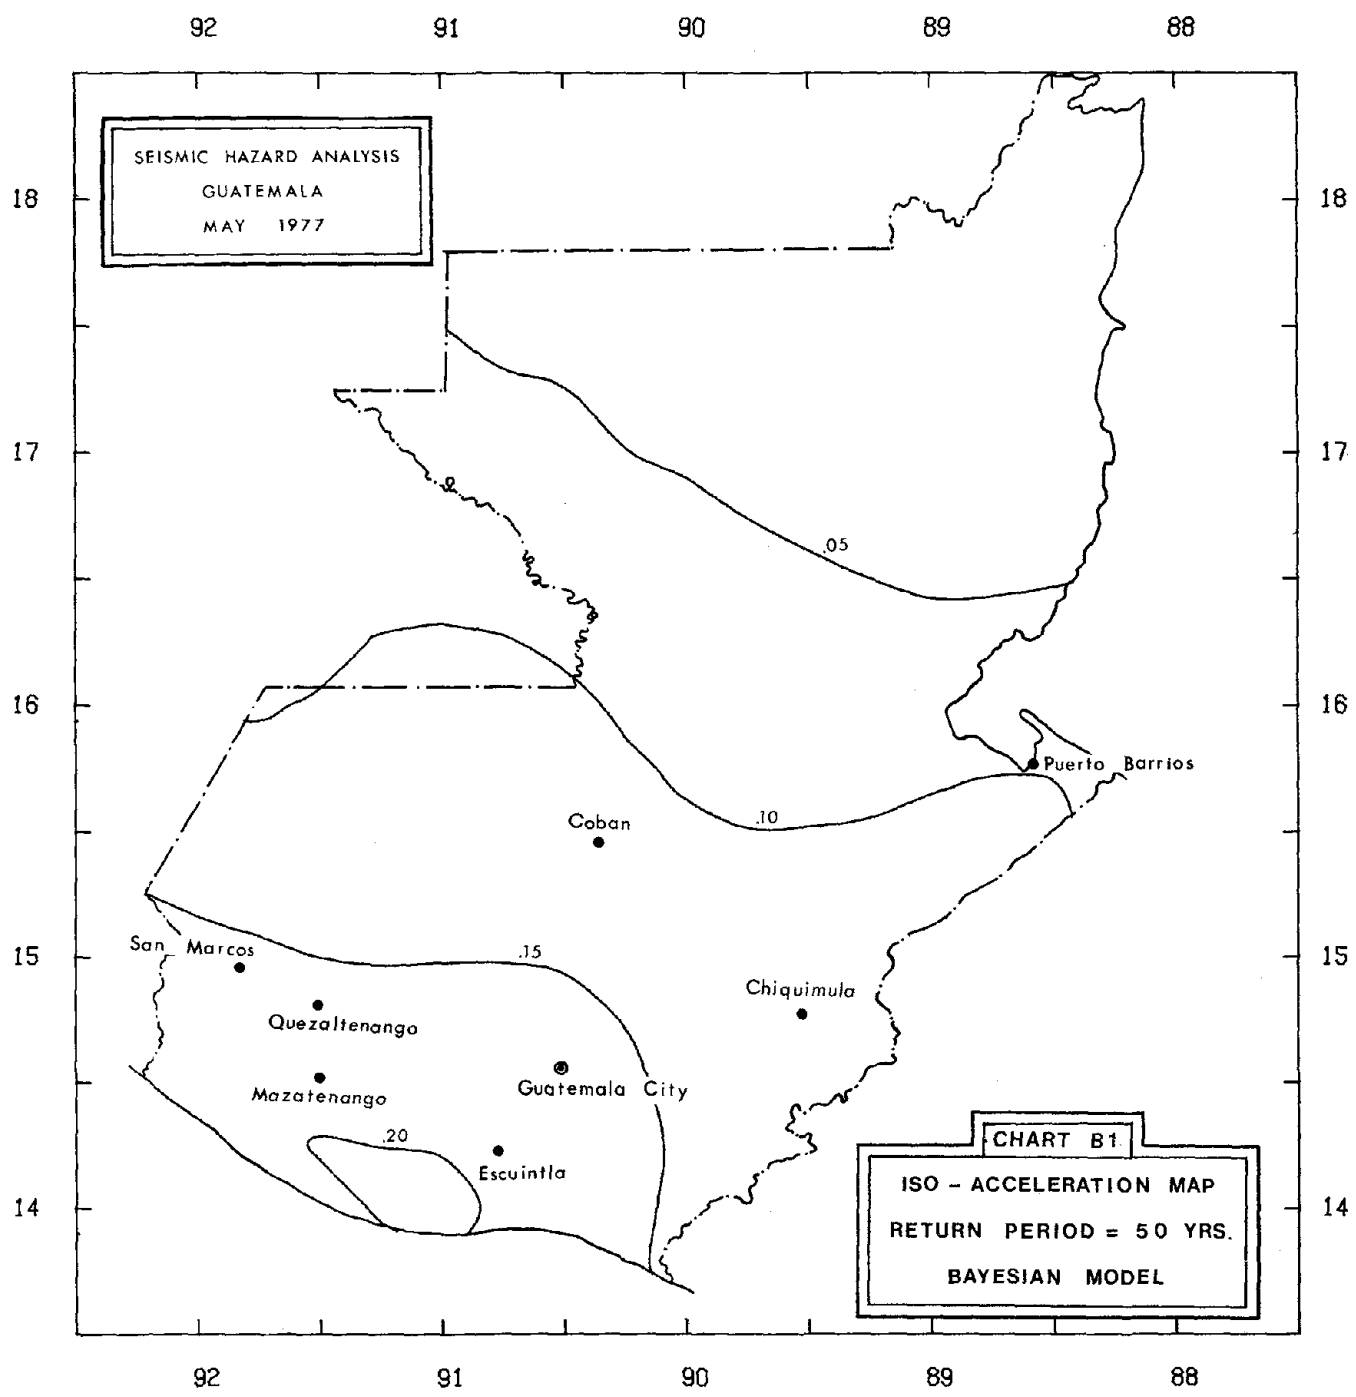 92 91 90 89 88
SEISMIC HAZARD ANALYSIS
GUATEMALA
MAY 1977
18 18
17 17
.05
16 16
Puerto Barrios
.10
Coban
15 15
San Marcos
.15
Chiquimula
Quezaltenango
Guatemala City
Mazatenango
.20
Escuintla
CHART B1
ISO - ACCELERATION MAP
RETURN PERIOD = 50 YRS.
BAYESIAN MODEL
14 14
92 91 90 89 88